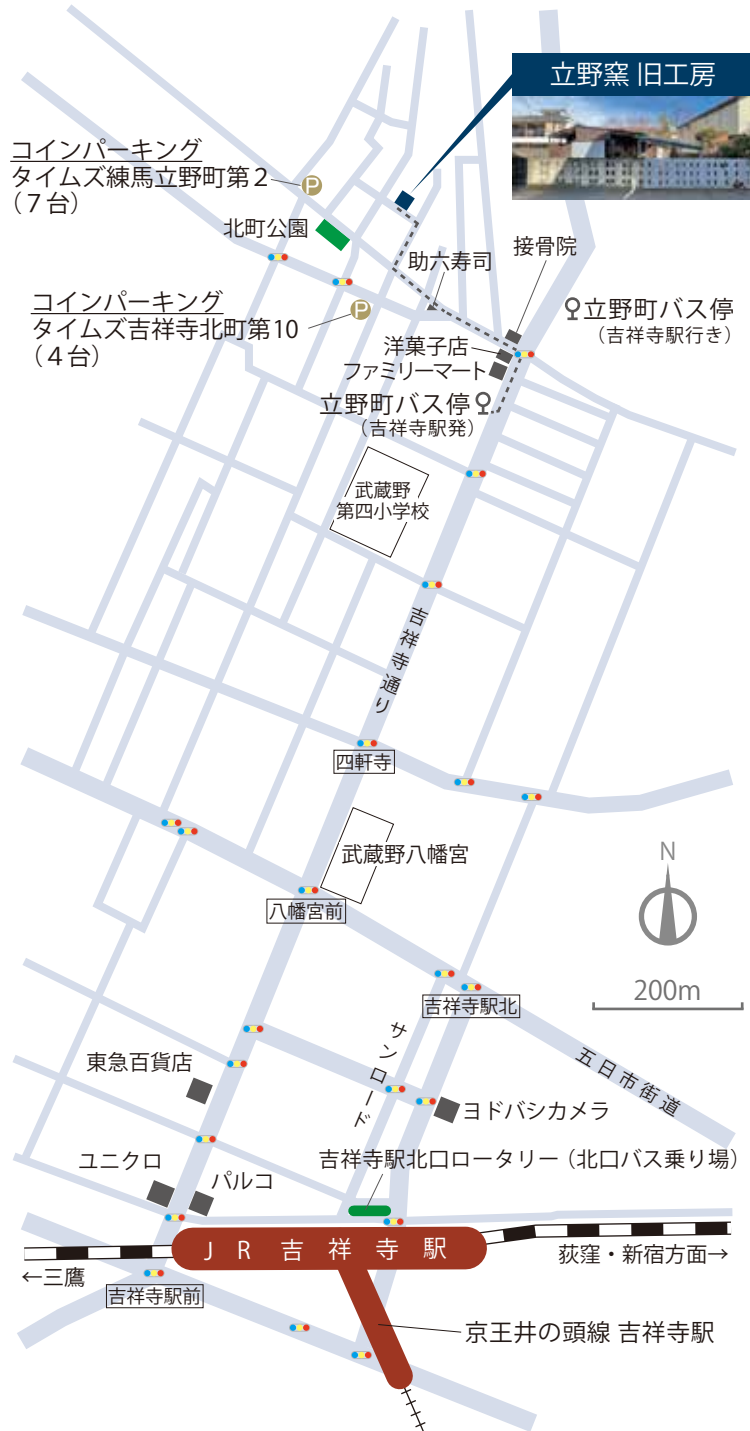 立野窯 旧工房
コインパーキング
タイムズ練馬立野町第2
（7台）
P
北町公園
助六寿司
接骨院
コインパーキング
タイムズ吉祥寺北町第10
（4台）
P
立野町バス停
（吉祥寺駅行き）
洋菓子店
ファミリーマート
立野町バス停
（吉祥寺駅発）
武蔵野
第四小学校
吉祥寺通り
四軒寺
武蔵野八幡宮
八幡宮前
N
200m
吉祥寺駅北
サンロード
五日市街道
東急百貨店
ヨドバシカメラ
ユニクロ
パルコ
吉祥寺駅北口ロータリー（北口バス乗り場）
JR吉祥寺駅
←三鷹
荻窪・新宿方面→
吉祥寺駅前
京王井の頭線 吉祥寺駅